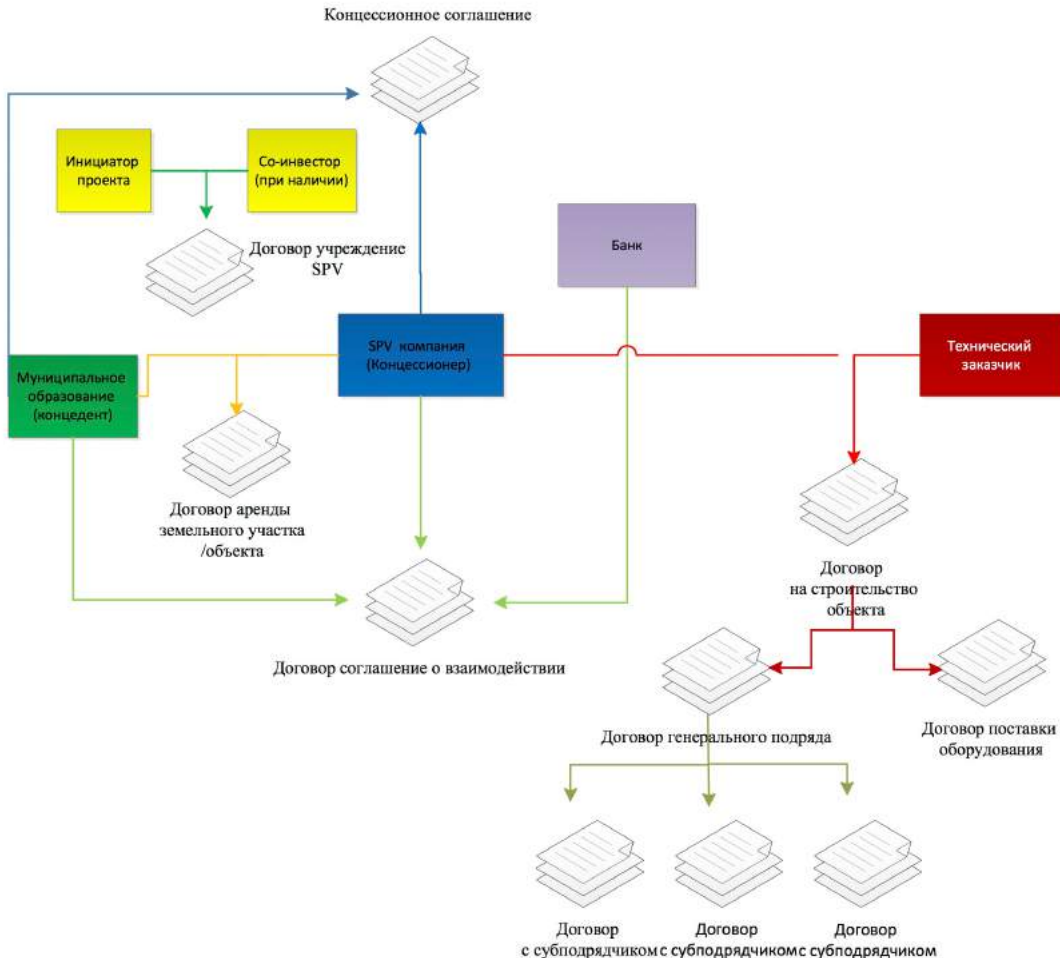 Концессионное соглашение
Инициатор
проекта
Со-инвестор
(при наличии)
Договор учреждение
SPV
Банк
SPV компания
(Концессионер)
Технический
заказчик
Муниципальное
образование
(концедент)
Договор аренды
земельного участка
/объекта
Договор
на строительство
объекта
Договор соглашение о взаимодействии
Договор генерального подряда
Договор поставки
оборудования
Договор
с субподрядчиком
Договор
с субподрядчиком
Договор
с субподрядчиком